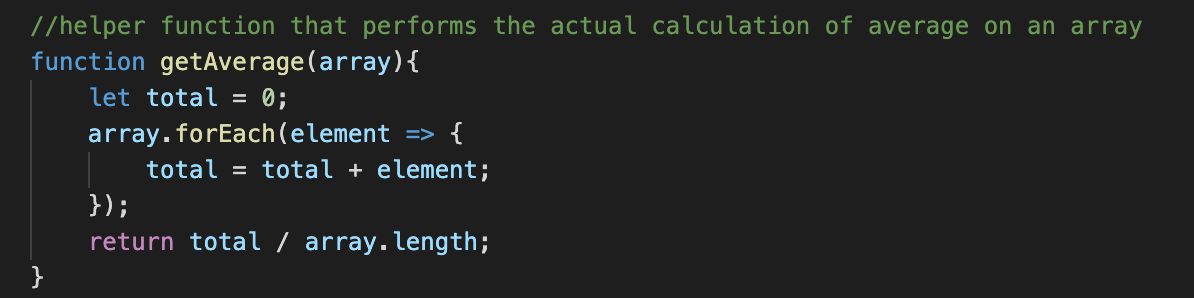 //helper function that performs the actual calculation of average on an array
function getAverage(array){
    let total = 0;
    array.forEach(element => {
        total = total + element;
    });
    return total / array.length;
}